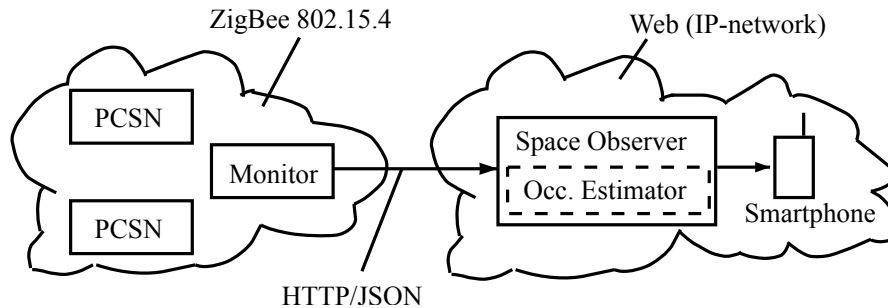 ZigBee 802.15.4
Web (IP-network)
PCSN
Monitor
PCSN
Space Observer
Occ. Estimator
Smartphone
HTTP/JSON